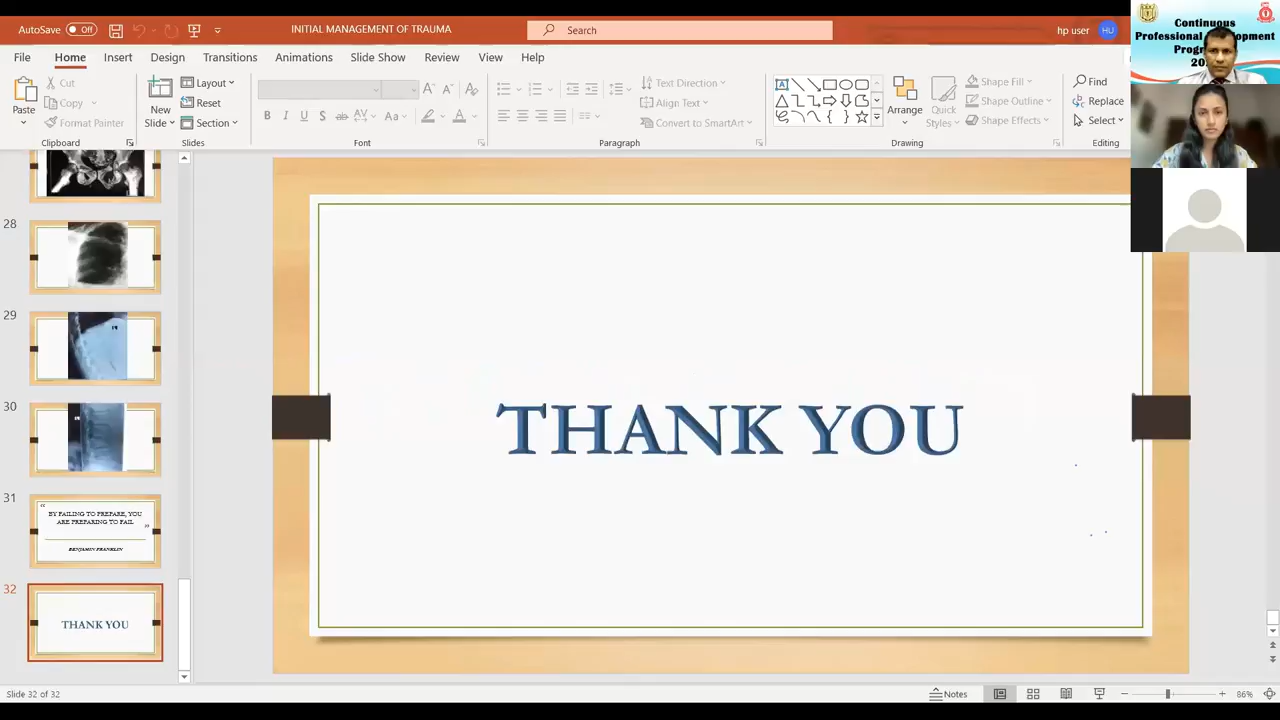 AutoSave Off
INITIAL MANAGEMENT OF TRAUMA
Search
hp user HU
File Home Insert Design Transitions Animations Slide Show Review View Help
Paste
Cut
Copy
Format Painter
Clipboard
New
Slide
Layout
Reset
Section
Slides
U S ab AV Aa A
Font
Text Direction
Align Text
Convert to SmartArt
Paragraph
Arrange
Quick
Styles
Shape Fill
Shape Outline
Shape Effects
Drawing
Find
Replace
Select
Editing
Continuous
Professional Development
28
29
30
31
BY FAILING TO PREPARE, YOU
ARE PREPARING TO FAIL
BENJAMIN FRANKLIN
32
THANK YOU
THANK YOU
Slide 32 of 32
Notes
86%